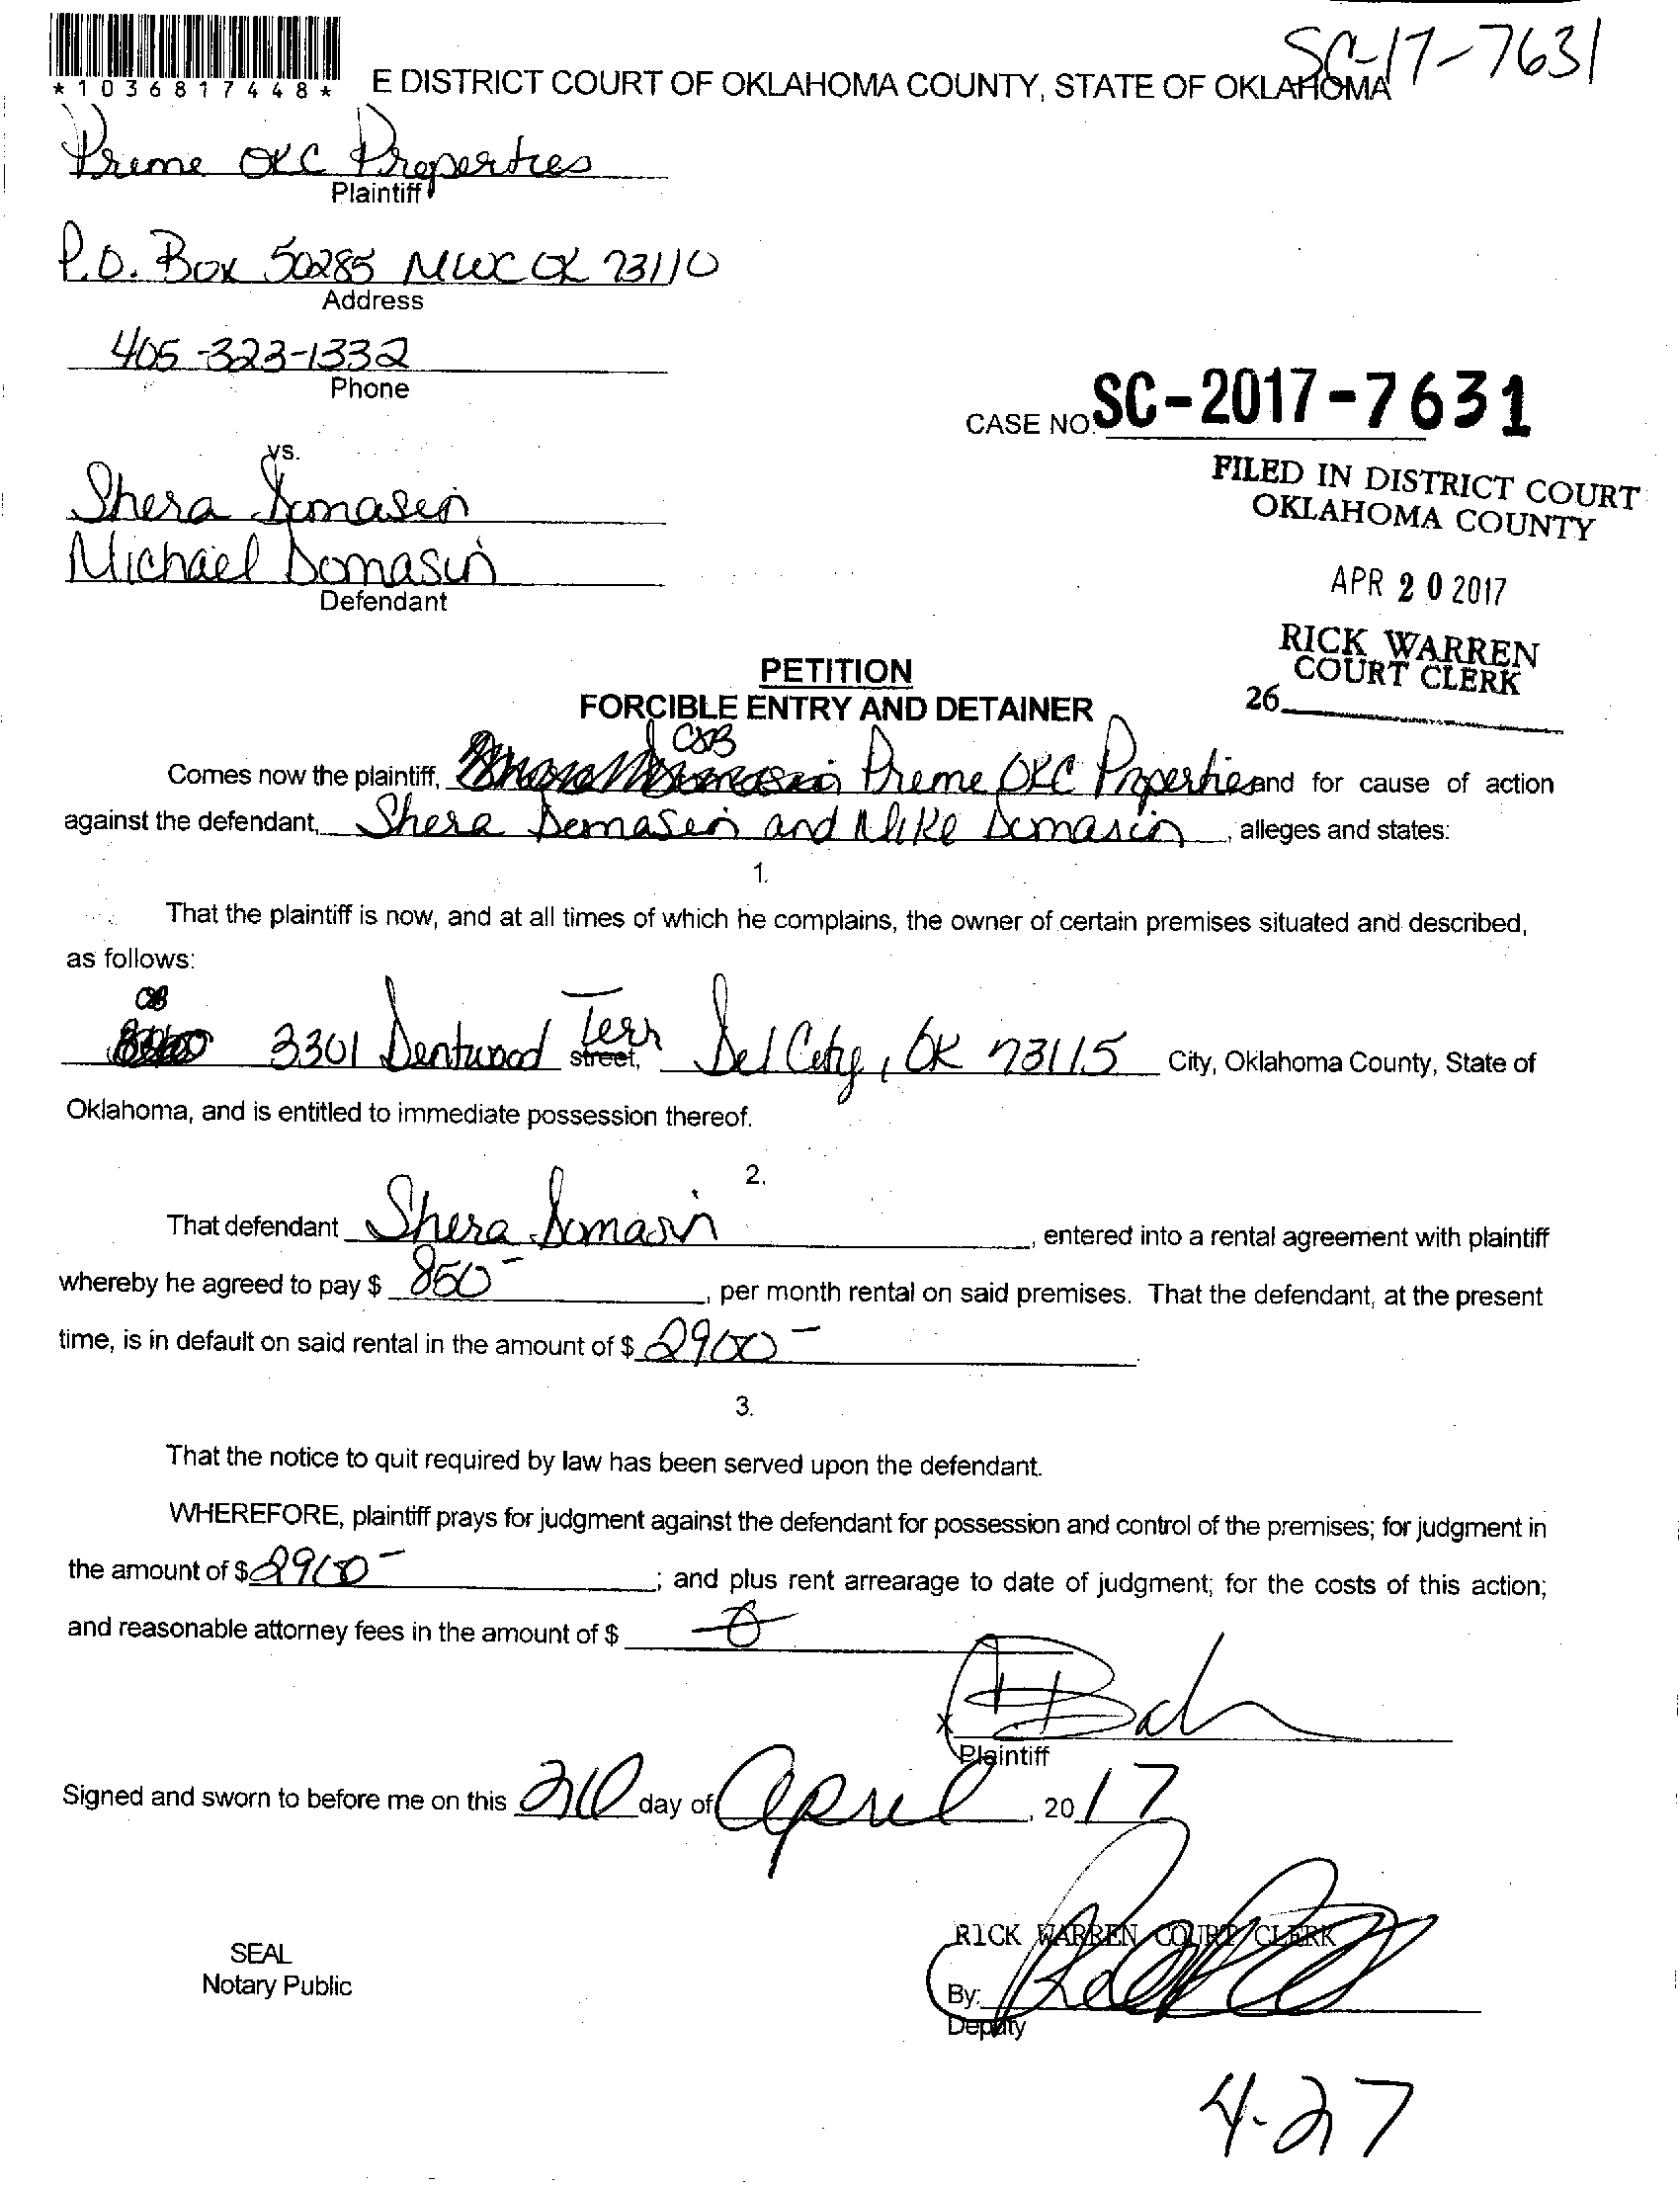 SC-17-7631
*1036817448*
E DISTRICT COURT OF OKLAHOMA COUNTY, STATE OF OKLAHOMA
Preme OKC Properties
Plaintiff
P.O. Box 50285 MWC OK 73110
Address
405-323-1332
Phone
CASE NO. SC-2017-7631
vs.
FILED IN DISTRICT COURT
OKLAHOMA COUNTY
Shera Domasin
Michael Domasin
Defendant
APR 20 2017
RICK WARREN
COURT CLERK
26
PETITION
FORCIBLE ENTRY AND DETAINER
Comes now the plaintiff, Preme OKC Properties and for cause of action
against the defendant, Shera Domasin and Mike Domasin, alleges and states:
1.
That the plaintiff is now, and at all times of which he complains, the owner of certain premises situated and described,
as follows:
3301 Dentwood Terr street, Del City, OK 73115 City, Oklahoma County, State of
Oklahoma, and is entitled to immediate possession thereof.
2.
That defendant Shera Domasin, entered into a rental agreement with plaintiff
whereby he agreed to pay $ 850-, per month rental on said premises. That the defendant, at the present
time, is in default on said rental in the amount of $ 2900-.
3.
That the notice to quit required by law has been served upon the defendant.
WHEREFORE, plaintiff prays for judgment against the defendant for possession and control of the premises; for judgment in
the amount of $ 2900-; and plus rent arrearage to date of judgment; for the costs of this action;
and reasonable attorney fees in the amount of $
X
Plaintiff
Signed and sworn to before me on this 20 day of April, 20 17
RICK WARREN COURT CLERK
SEAL
Notary Public
By:
Deputy
4-27